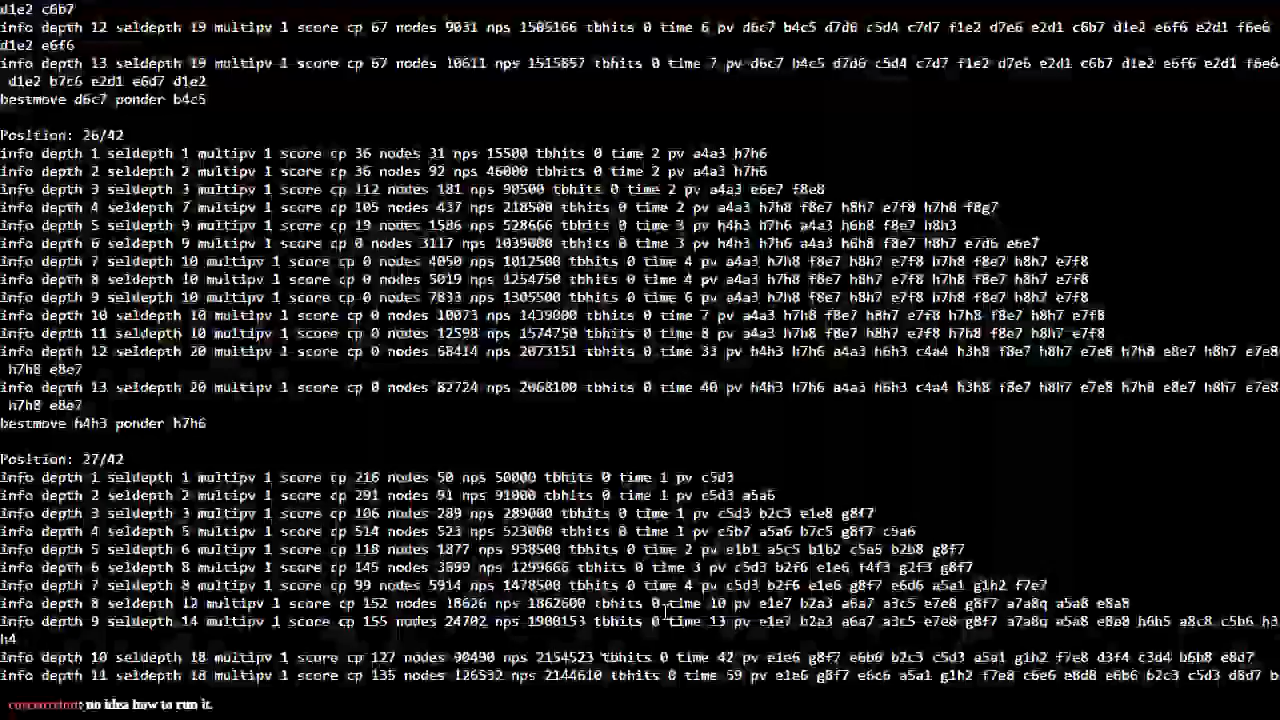 d1e2 c6b7
info depth 12 seldepth 19 multipv 1 score cp 67 nodes 9031 nps 1505166 tbhits 0 time 6 pv d6c7 b4c5 d7d6 c5d4 c7d7 f1e2 d7e6 e2d1 c6b7 d1e2 e6f6 e2d1 f6e6
d1e2 e6f6
info depth 13 seldepth 19 multipv 1 score cp 67 nodes 10611 nps 1515857 tbhits 0 time 7 pv d6c7 b4c5 d7d6 c5d4 c7d7 f1e2 d7e6 e2d1 c6b7 d1e2 e6f6 e2d1 f6e6
d1e2 b7c6 e2d1 e6d7 d1e2
bestmove d6c7 ponder b4c5
Position: 26/42
info depth 1 seldepth 1 multipv 1 score cp 36 nodes 31 nps 15500 tbhits 0 time 2 pv a4a3 h7h6
info depth 2 seldepth 2 multipv 1 score cp 36 nodes 92 nps 46000 tbhits 0 time 2 pv a4a3 h7h6
info depth 3 seldepth 3 multipv 1 score cp 112 nodes 181 nps 90500 tbhits 0 time 2 pv a4a3 e6e7 f8e8
info depth 4 seldepth 7 multipv 1 score cp 105 nodes 437 nps 218500 tbhits 0 time 2 pv a4a3 h7h8 f8e7 h8h7 e7f8 h7h8 f8g7
info depth 5 seldepth 9 multipv 1 score cp 19 nodes 1586 nps 528666 tbhits 0 time 3 pv h4h3 h7h6 a4a3 h6h8 f8e7 h8h3
info depth 6 seldepth 9 multipv 1 score cp 0 nodes 3117 nps 1039000 tbhits 0 time 3 pv h4h3 h7h6 a4a3 h6h8 f8e7 h8h7 e7d6 e6e7
info depth 7 seldepth 10 multipv 1 score cp 0 nodes 4050 nps 1012500 tbhits 0 time 4 pv a4a3 h7h8 f8e7 h8h7 e7f8 h7h8 f8e7 h8h7 e7f8
info depth 8 seldepth 10 multipv 1 score cp 0 nodes 5019 nps 1254750 tbhits 0 time 4 pv a4a3 h7h8 f8e7 h8h7 e7f8 h7h8 f8e7 h8h7 e7f8
info depth 9 seldepth 10 multipv 1 score cp 0 nodes 7833 nps 1305500 tbhits 0 time 6 pv a4a3 h7h8 f8e7 h8h7 e7f8 h7h8 f8e7 h8h7 e7f8
info depth 10 seldepth 10 multipv 1 score cp 0 nodes 10073 nps 1439000 tbhits 0 time 7 pv a4a3 h7h8 f8e7 h8h7 e7f8 h7h8 f8e7 h8h7 e7f8
info depth 11 seldepth 10 multipv 1 score cp 0 nodes 12598 nps 1574750 tbhits 0 time 8 pv a4a3 h7h8 f8e7 h8h7 e7f8 h7h8 f8e7 h8h7 e7f8
info depth 12 seldepth 20 multipv 1 score cp 0 nodes 68414 nps 2073151 tbhits 0 time 33 pv h4h3 h7h6 a4a3 h6h3 c4a4 h3h8 f8e7 h8h7 e7e8 h7h8 e8e7 h8h7 e7e8
h7h8 e8e7
info depth 13 seldepth 20 multipv 1 score cp 0 nodes 82724 nps 2068100 tbhits 0 time 40 pv h4h3 h7h6 a4a3 h6h3 c4a4 h3h8 f8e7 h8h7 e7e8 h7h8 e8e7 h8h7 e7e8
h7h8 e8e7
bestmove h4h3 ponder h7h6
Position: 27/42
info depth 1 seldepth 1 multipv 1 score cp 216 nodes 50 nps 50000 tbhits 0 time 1 pv c5d3
info depth 2 seldepth 2 multipv 1 score cp 291 nodes 91 nps 91000 tbhits 0 time 1 pv c5d3 a5a6
info depth 3 seldepth 3 multipv 1 score cp 106 nodes 289 nps 289000 tbhits 0 time 1 pv c5d3 b2c3 e1e8 g8f7
info depth 4 seldepth 5 multipv 1 score cp 514 nodes 523 nps 523000 tbhits 0 time 1 pv c5b7 a5a6 b7c5 g8f7 c5a6
info depth 5 seldepth 6 multipv 1 score cp 118 nodes 1877 nps 938500 tbhits 0 time 2 pv e1b1 a5c5 b1b2 c5a5 b2b8 g8f7
info depth 6 seldepth 8 multipv 1 score cp 145 nodes 3899 nps 1299666 tbhits 0 time 3 pv c5d3 b2f6 e1e6 f4f3 g2f3 g8f7
info depth 7 seldepth 8 multipv 1 score cp 99 nodes 5914 nps 1478500 tbhits 0 time 4 pv c5d3 b2f6 e1e6 g8f7 e6d6 a5a1 g1h2 f7e7
info depth 8 seldepth 12 multipv 1 score cp 152 nodes 18626 nps 1862600 tbhits 0 time 10 pv e1e7 b2a3 a6a7 a3c5 e7e8 g8f7 a7a8q a5a8 e8a8
info depth 9 seldepth 14 multipv 1 score cp 155 nodes 24702 nps 1900153 tbhits 0 time 13 pv e1e7 b2a3 a6a7 a3c5 e7e8 g8f7 a7a8q a5a8 e8a8 h6h5 a8c8 c5b6 h3
h4
info depth 10 seldepth 18 multipv 1 score cp 127 nodes 90490 nps 2154523 tbhits 0 time 42 pv e1e6 g8f7 e6b6 b2c3 c5d3 a5a1 g1h2 f7e8 d3f4 c3d4 b6b8 e8d7
info depth 11 seldepth 18 multipv 1 score cp 135 nodes 126532 nps 2144610 tbhits 0 time 59 pv e1e6 g8f7 e6c6 a5a1 g1h2 f7e8 c6e6 e8d8 e6b6 b2c3 c5d3 c3d2 d3f4 b
: no idea how to run it.